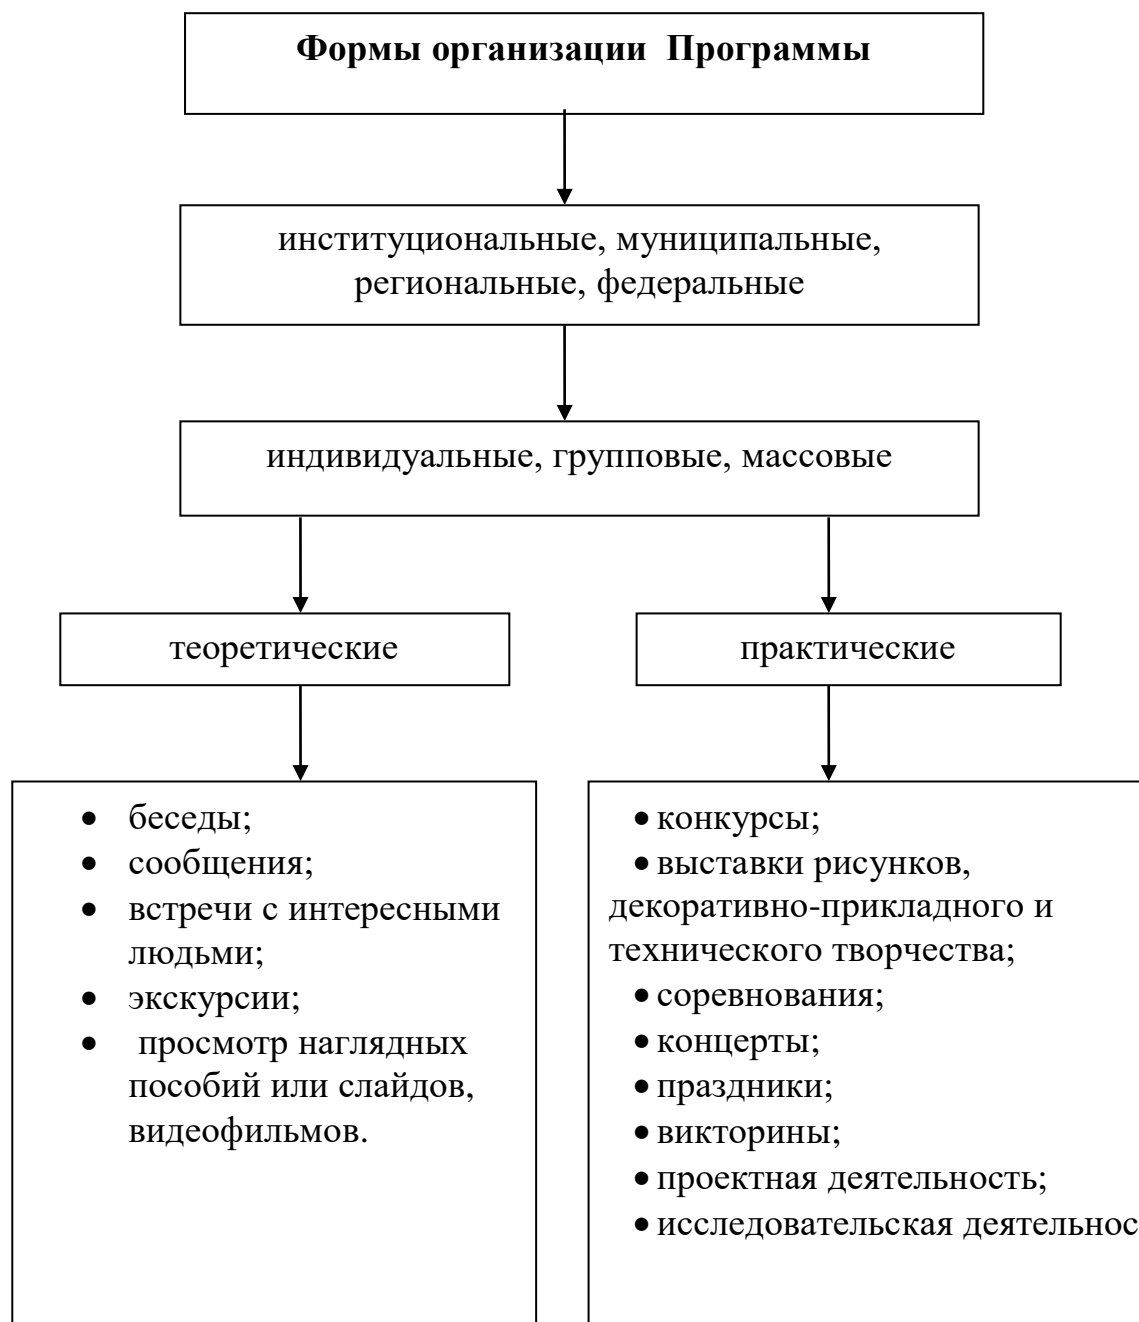 Формы организации Программы
институциональные, муниципальные,
региональные, федеральные
индивидуальные, групповые, массовые
теоретические
практические
• беседы;
• сообщения;
• встречи с интересными
людьми;
• экскурсии;
• просмотр наглядных
пособий или слайдов,
видеофильмов.
• конкурсы;
• выставки рисунков,
декоративно-прикладного и
технического творчества;
• соревнования;
• концерты;
• праздники;
• викторины;
• проектная деятельность;
• исследовательская деятельнос